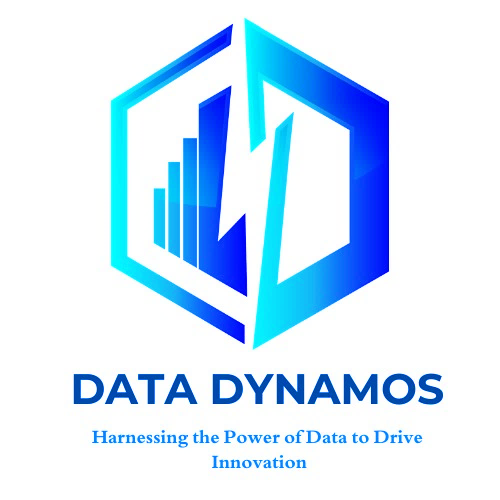 DATA DYNAMOS
Harnessing the Power of Data to Drive
Innovation